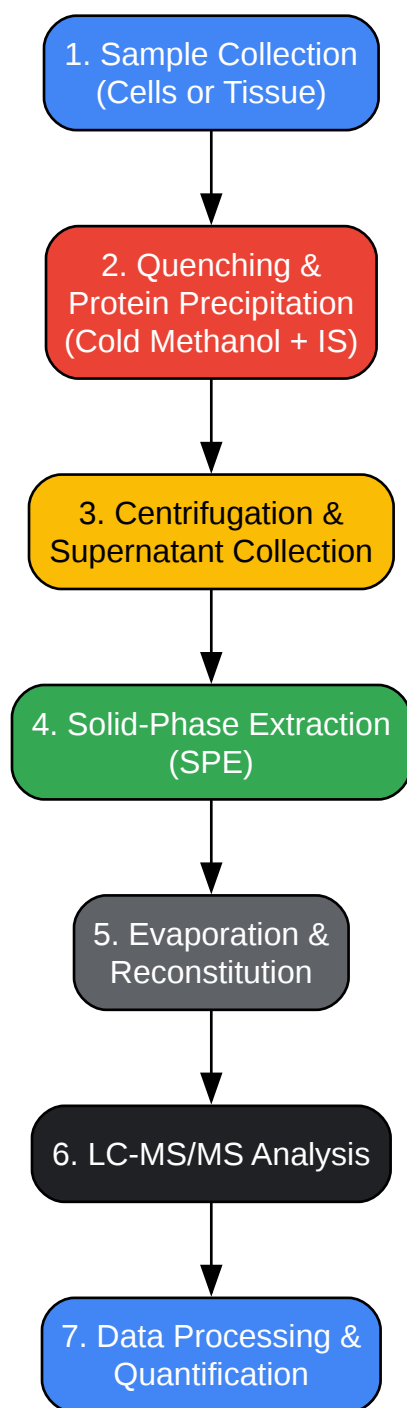 1. Sample Collection
(Cells or Tissue)
2. Quenching &
Protein Precipitation
(Cold Methanol + IS)
3. Centrifugation &
Supernatant Collection
4. Solid-Phase Extraction
(SPE)
5. Evaporation &
Reconstitution
6. LC-MS/MS Analysis
7. Data Processing &
Quantification